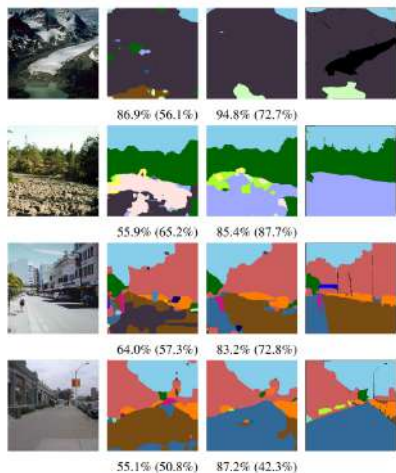 86.9% (56.1%) 94.8% (72.7%)
55.9% (65.2%) 85.4% (87.7%)
64.0% (57.3%) 83.2% (72.8%)
55.1% (50.8%) 87.2% (42.3%)